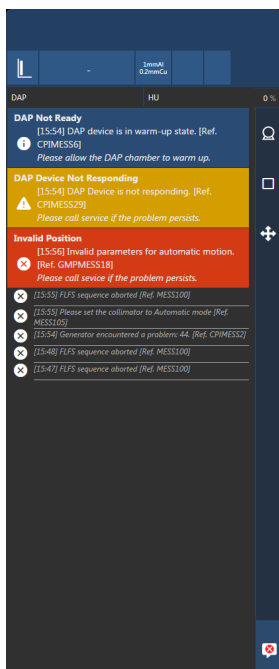 -
1mmAl
0.2mmCu
DAP HU 0 %
DAP Not Ready
[15:54] DAP device is in warm-up state. [Ref.
CPIMESS6]
Please allow the DAP chamber to warm up.
DAP Device Not Responding
[15:54] DAP Device is not responding. [Ref.
CPIMESS29]
Please call service if the problem persists.
Invalid Position
[15:56] Invalid parameters for automatic motion.
[Ref. GMPMESS18]
Please call sevice if the problem persists.
[15:55] FLFS sequence aborted [Ref. MESS100]
[15:55] Please set the collimator to Automatic mode [Ref.
MESS105]
[15:54] Generator encountered a problem: 44. [Ref. CPIMESS2]
[15:48] FLFS sequence aborted [Ref. MESS100]
[15:47] FLFS sequence aborted [Ref. MESS100]